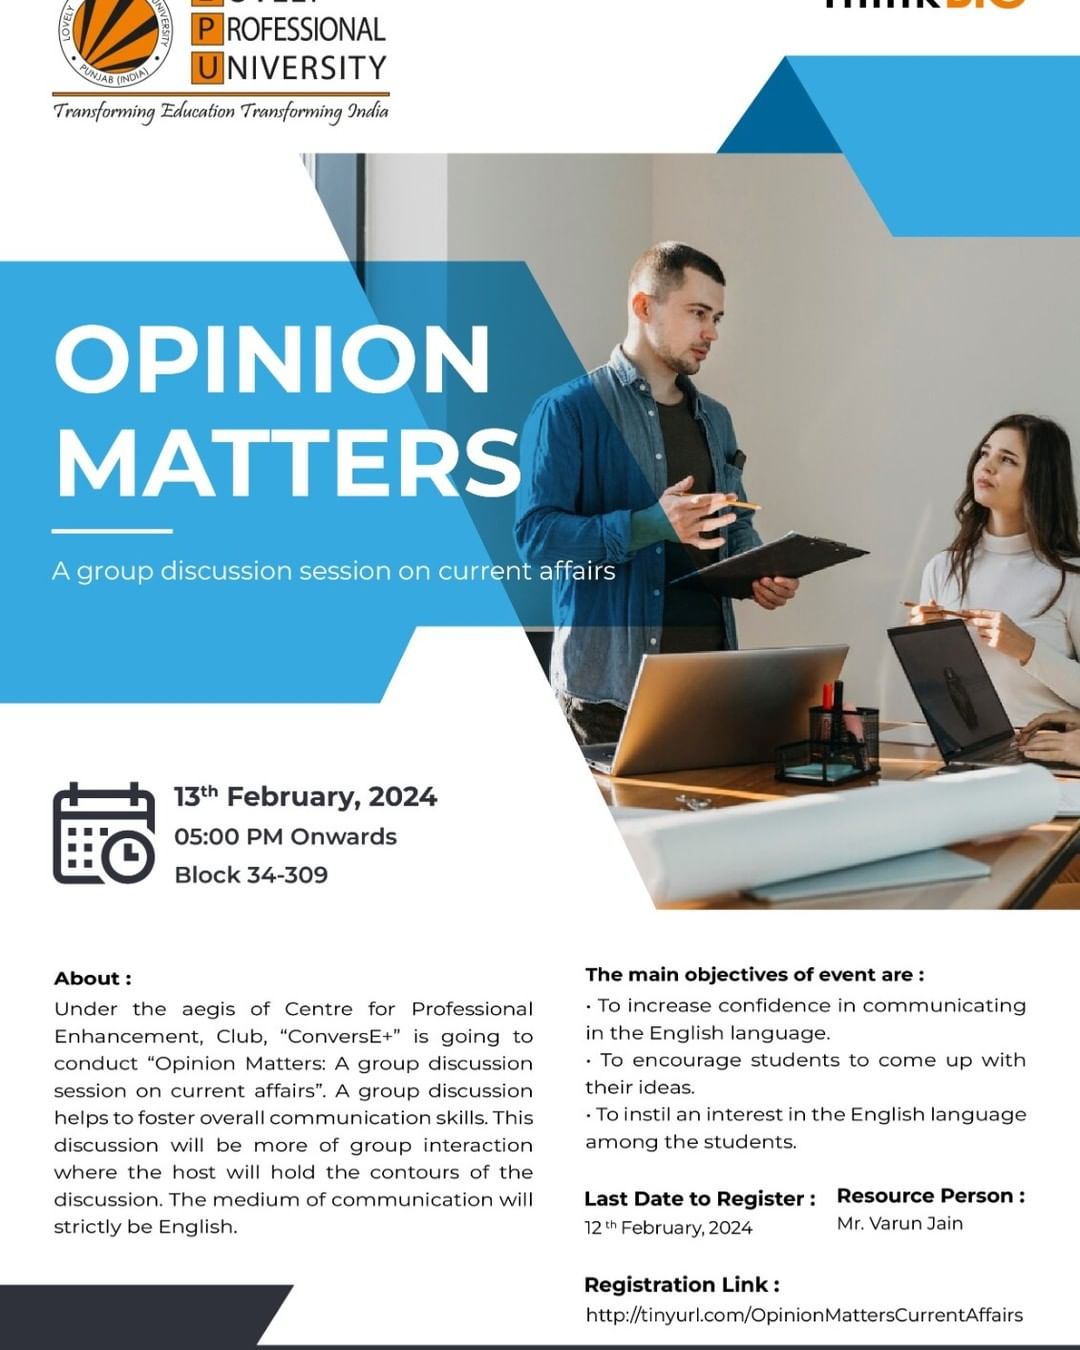 PROFESSIONAL
UNIVERSITY
LOVELY
UNIVERSITY
PUNJAB (INDIA)
Transforming Education Transforming India
OPINION
MATTERS
A group discussion session on current affairs
13th February, 2024
05:00 PM Onwards
Block 34-309
About :
Under the aegis of Centre for Professional
Enhancement, Club, “ConversE+” is going to
conduct “Opinion Matters: A group discussion
session on current affairs”. A group discussion
helps to foster overall communication skills. This
discussion will be more of group interaction
where the host will hold the contours of the
discussion. The medium of communication will
strictly be English.
The main objectives of event are :
• To increase confidence in communicating
in the English language.
• To encourage students to come up with
their ideas.
• To instil an interest in the English language
among the students.
Last Date to Register :
12 th February, 2024
Resource Person :
Mr. Varun Jain
Registration Link :
http://tinyurl.com/OpinionMattersCurrentAffairs